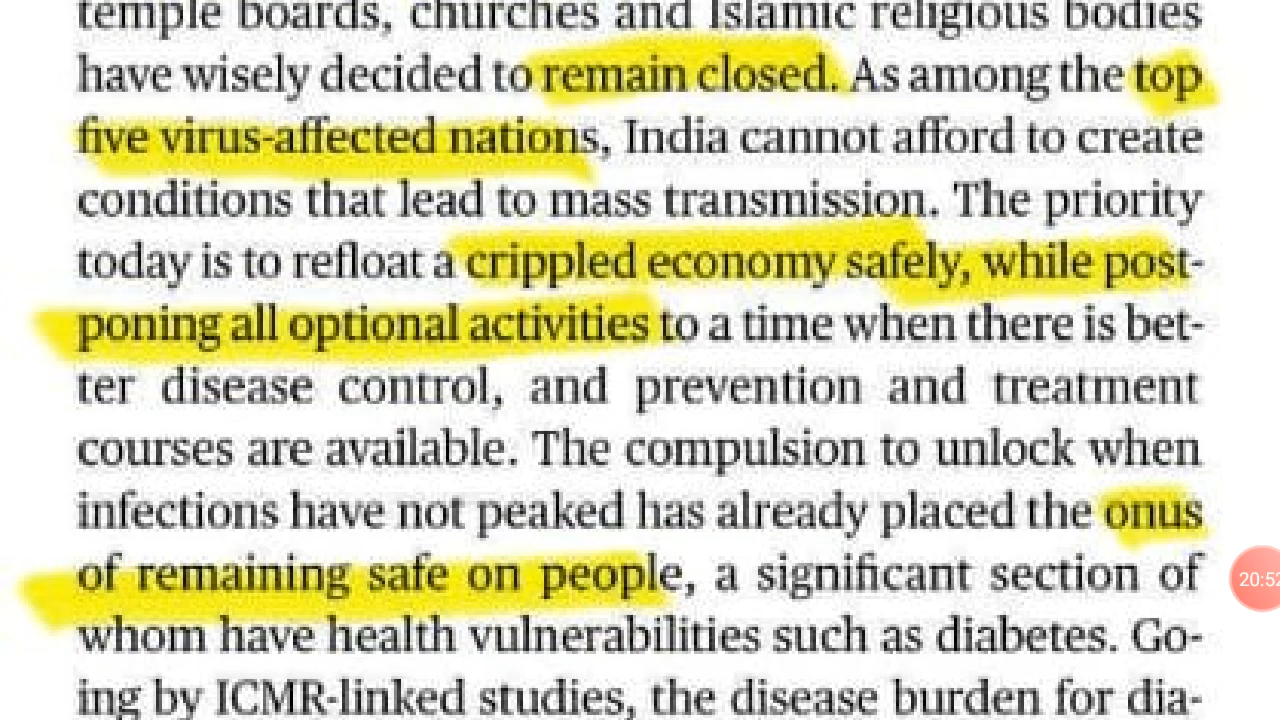 temple boards, churches and Islamic religious bodies
have wisely decided to remain closed. As among the top
five virus-affected nations, India cannot afford to create
conditions that lead to mass transmission. The priority
today is to refloat a crippled economy safely, while post-
poning all optional activities to a time when there is bet-
ter disease control, and prevention and treatment
courses are available. The compulsion to unlock when
infections have not peaked has already placed the onus
of remaining safe on people, a significant section of
whom have health vulnerabilities such as diabetes. Go-
ing by ICMR-linked studies, the disease burden for dia-
20:52